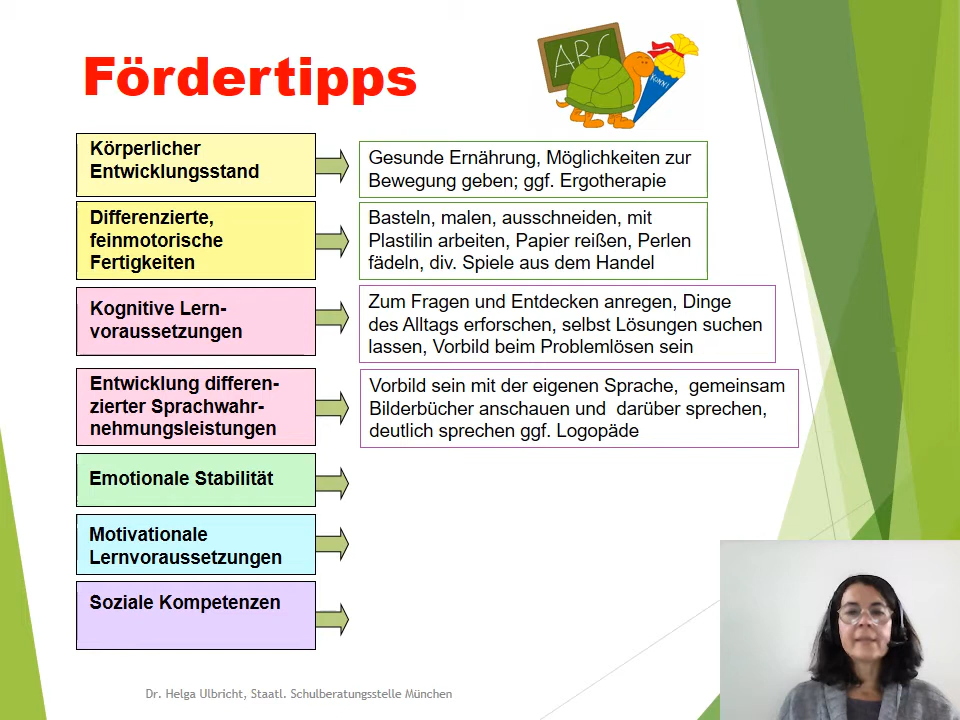 Fördertipps
ABC
Konni
Körperlicher
Entwicklungsstand
Gesunde Ernährung, Möglichkeiten zur
Bewegung geben; ggf. Ergotherapie
Differenzierte,
feinmotorische
Fertigkeiten
Basteln, malen, ausschneiden, mit
Plastilin arbeiten, Papier reißen, Perlen
fädeln, div. Spiele aus dem Handel
Kognitive Lern-
voraussetzungen
Zum Fragen und Entdecken anregen, Dinge
des Alltags erforschen, selbst Lösungen suchen
lassen, Vorbild beim Problemlösen sein
Entwicklung differen-
zierter Sprachwahr-
nehmungsleistungen
Vorbild sein mit der eigenen Sprache, gemeinsam
Bilderbücher anschauen und darüber sprechen,
deutlich sprechen ggf. Logopäde
Emotionale Stabilität
Motivationale
Lernvoraussetzungen
Soziale Kompetenzen
Dr. Helga Ulbricht, Staatl. Schulberatungsstelle München